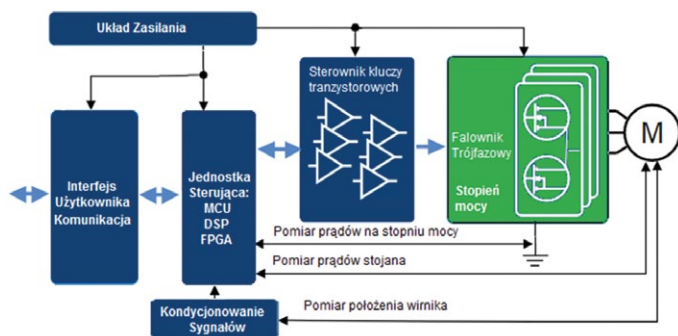 Układ Zasilania
Sterownik kluczy
tranzystorowych
Falownik
Trójfazowy
Stopień
mocy
M
Interfejs
Użytkownika
Komunikacja
Jednostka
Sterująca:
MCU
DSP
FPGA
Pomiar prądów na stopniu mocy
Pomiar prądów stojana
Pomiar położenia wirnika
Kondycjonowanie
Sygnałów